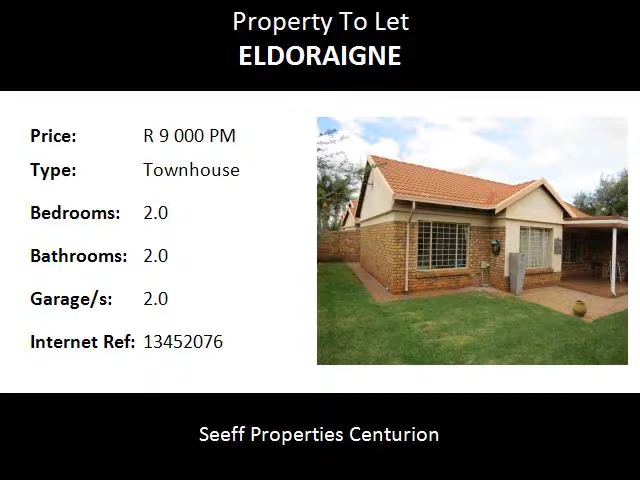 Property To Let
ELDORAIGNE
Price: R 9 000 PM
Type: Townhouse
Bedrooms: 2.0
Bathrooms: 2.0
Garage/s: 2.0
Internet Ref: 13452076
Seeff Properties Centurion